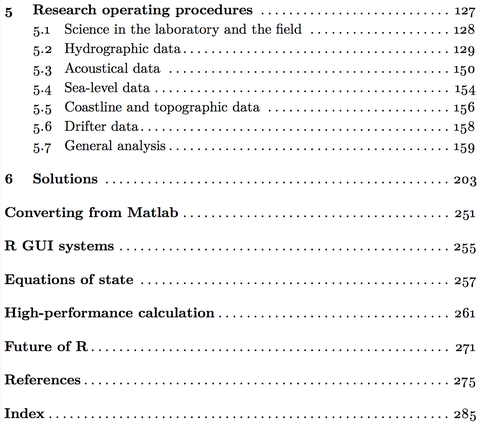 5 Research operating procedures ........................................ 127
5.1 Science in the laboratory and the field ........................................ 128
5.2 Hydrographic data ........................................ 129
5.3 Acoustical data ........................................ 150
5.4 Sea-level data ........................................ 154
5.5 Coastline and topographic data ........................................ 156
5.6 Drifter data ........................................ 158
5.7 General analysis ........................................ 159
6 Solutions ........................................ 203
Converting from Matlab ........................................ 251
R GUI systems ........................................ 255
Equations of state ........................................ 257
High-performance calculation ........................................ 261
Future of R ........................................ 271
References ........................................ 275
Index ........................................ 285